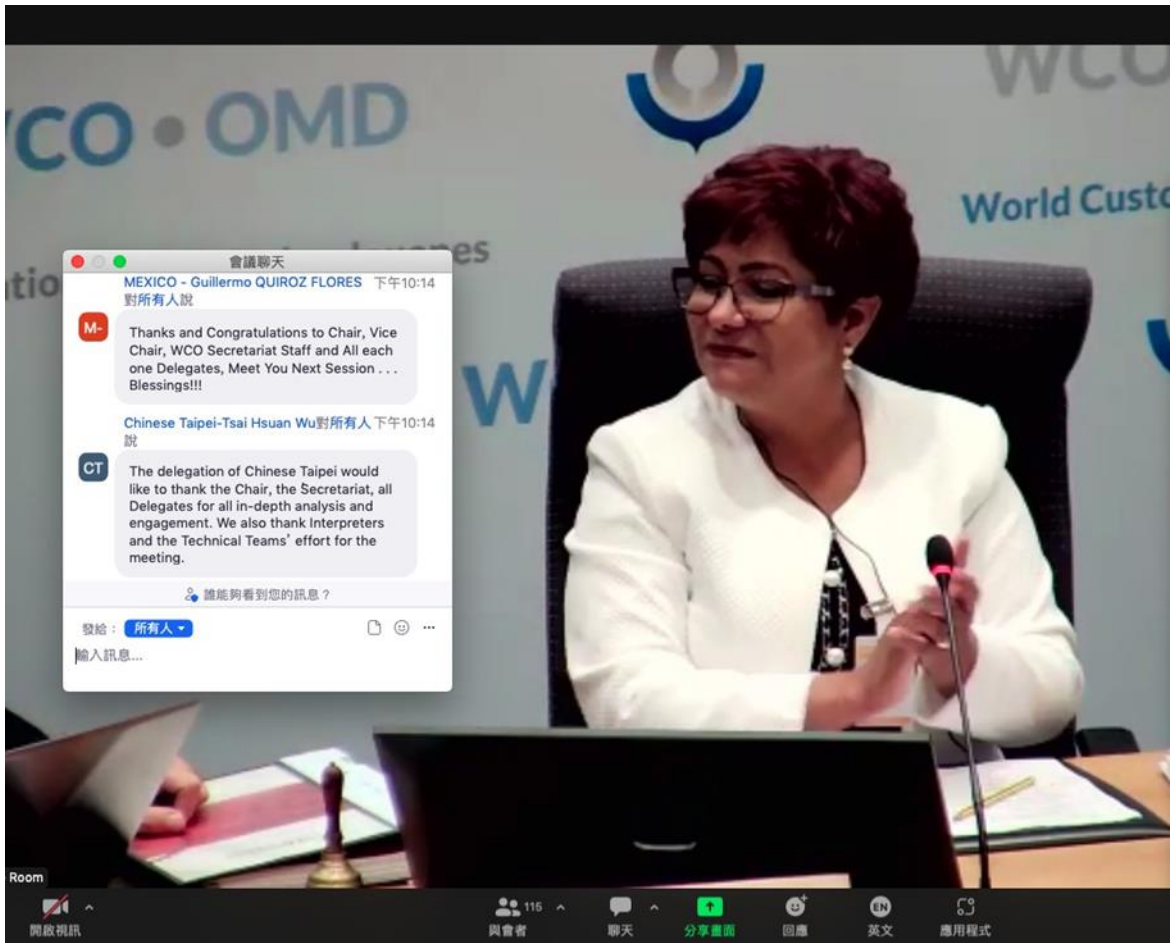 CO • OMD
WCO
World Custo
es
atio
W
會議聊天
MEXICO - Guillermo QUIROZ FLORES 下午10:14
對所有人說
M-
Thanks and Congratulations to Chair, Vice
Chair, WCO Secretariat Staff and All each
one Delegates, Meet You Next Session . . .
Blessings!!!
Chinese Taipei-Tsai Hsuan Wu對所有人 下午10:14
說
CT
The delegation of Chinese Taipei would
like to thank the Chair, the Secretariat, all
Delegates for all in-depth analysis and
engagement. We also thank Interpreters
and the Technical Teams' effort for the
meeting.
誰能夠看到您的訊息？
發給： 所有人
輸入訊息...
Room
開啟視訊
115
與會者
聊天
分享畫面
回應
EN
英文
應用程式